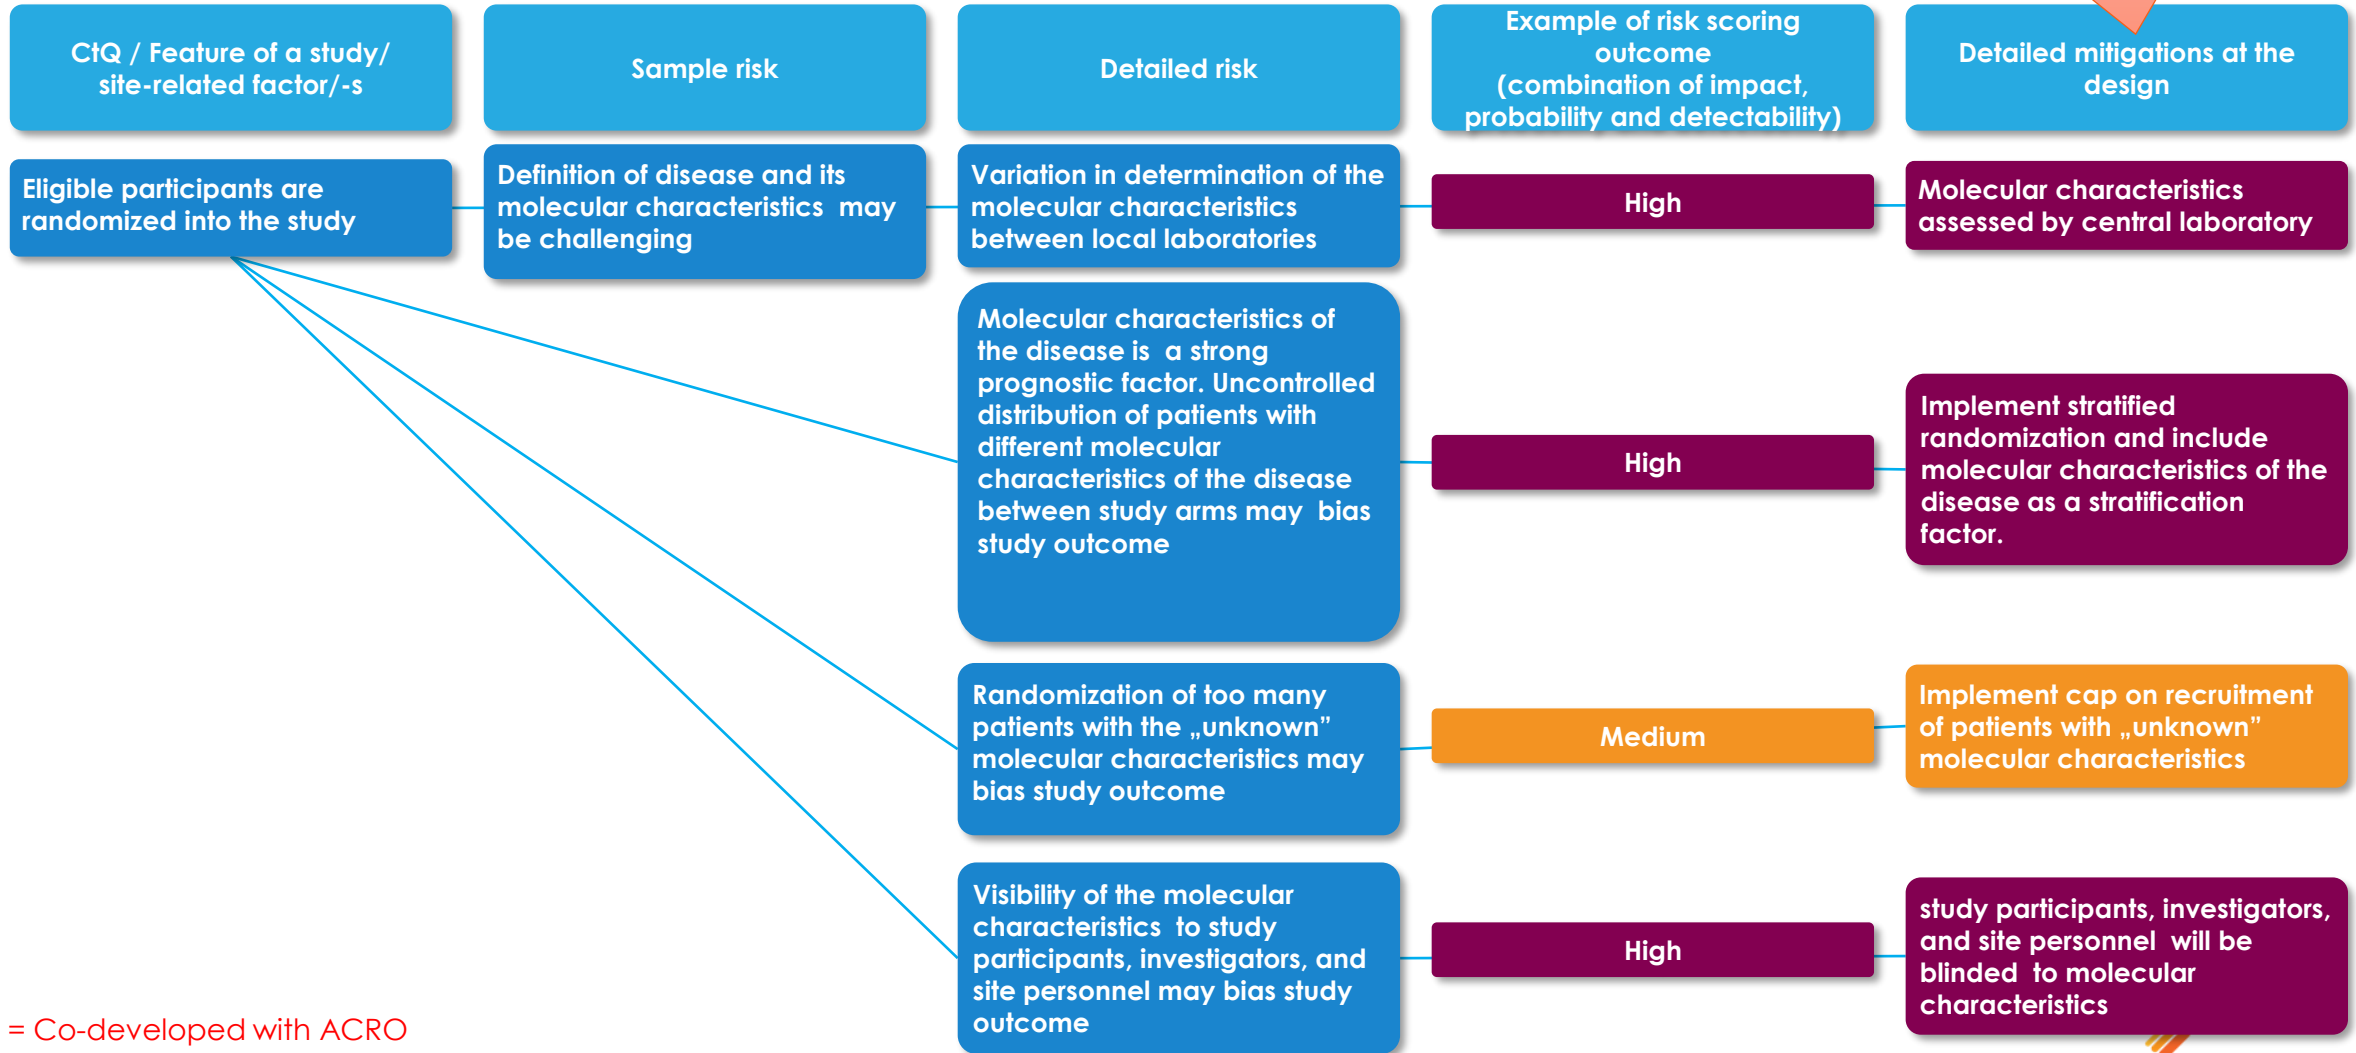 CtQ / Feature of a study/
site-related factor/-s
Sample risk
Detailed risk
Example of risk scoring
outcome
(combination of impact,
probability and detectability)
Detailed mitigations at the
design
Eligible participants are
randomized into the study
Definition of disease and its
molecular characteristics may
be challenging
Variation in determination of the
molecular characteristics
between local laboratories
High
Molecular characteristics
assessed by central laboratory
Molecular characteristics of
the disease is a strong
prognostic factor. Uncontrolled
distribution of patients with
different molecular
characteristics of the disease
between study arms may bias
study outcome
High
Implement stratified
randomization and include
molecular characteristics of the
disease as a stratification
factor.
Randomization of too many
patients with the „unknown”
molecular characteristics may
bias study outcome
Medium
Implement cap on recruitment
of patients with „unknown”
molecular characteristics
Visibility of the molecular
characteristics to study
participants, investigators, and
site personnel may bias study
outcome
High
study participants, investigators,
and site personnel will be
blinded to molecular
characteristics
= Co-developed with ACRO